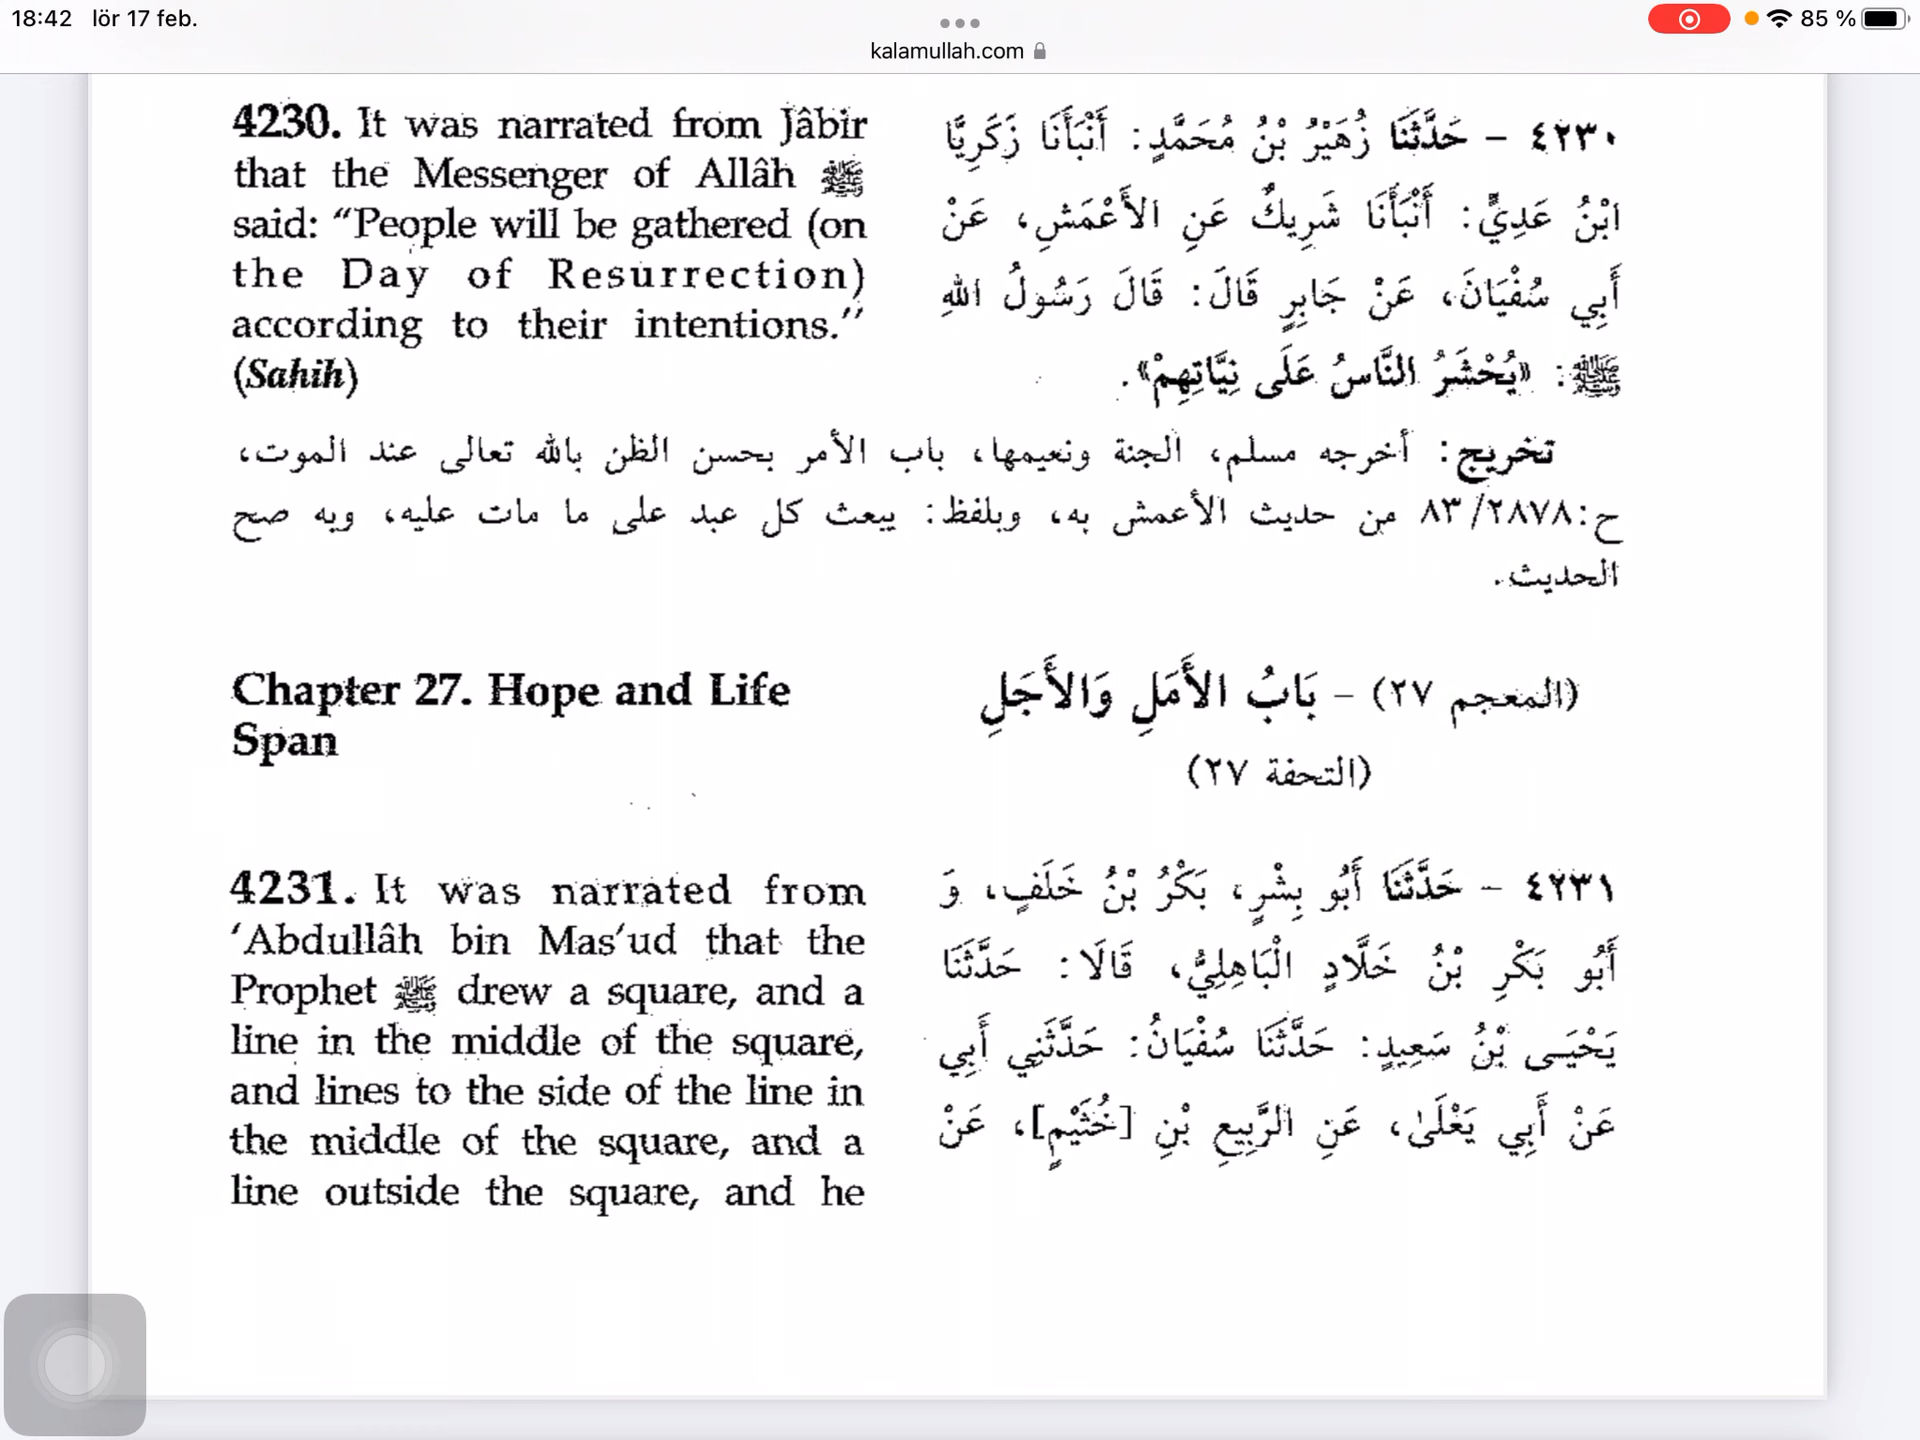 18:42 lör 17 feb.
85 %
kalamullah.com
4230. It was narrated from Jâbir
that the Messenger of Allâh ﷺ
said: “People will be gathered (on
the Day of Resurrection)
according to their intentions.”
(Sahih)
٤٢٣٠ – حَدَّثَنَا زُهَيْرُ بْنُ مُحَمَّدٍ: أَنْبَأَنَا زَكَرِيَّا
ابْنُ عَدِيٍّ: أَنْبَأَنَا شَرِيكٌ عَنِ الأَعْمَشِ، عَنْ
أَبِي سُفْيَانَ، عَنْ جَابِرٍ قَالَ: قَالَ رَسُولُ اللهِ
ﷺ: «يُحْشَرُ النَّاسُ عَلَى نِيَّاتِهِمْ».
تخريج: أخرجه مسلم، الجنة ونعيمها، باب الأمر بحسن الظن بالله تعالى عند الموت،
ح:٢٨٧٨/ ٨٣ من حديث الأعمش به، وبلفظ: يبعث كل عبد على ما مات عليه، وبه صح
الحديث.
Chapter 27. Hope and Life
Span
(المعجم ٢٧) – بَابُ الأَمَلِ وَالأَجَلِ
(التحفة ٢٧)
4231. It was narrated from
‘Abdullâh bin Mas‘ud that the
Prophet ﷺ drew a square, and a
line in the middle of the square,
and lines to the side of the line in
the middle of the square, and a
line outside the square, and he
٤٢٣١ – حَدَّثَنَا أَبُو بِشْرٍ، بَكْرُ بْنُ خَلَفٍ، وَ
أَبُو بَكْرِ بْنُ خَلَّادٍ الْبَاهِلِيُّ، قَالَا: حَدَّثَنَا
يَحْيَى بْنُ سَعِيدٍ: حَدَّثَنَا سُفْيَانُ: حَدَّثَنِي أَبِي
عَنْ أَبِي يَعْلَىٰ، عَنِ الرَّبِيعِ بْنِ [خُثَيْمٍ]، عَنْ